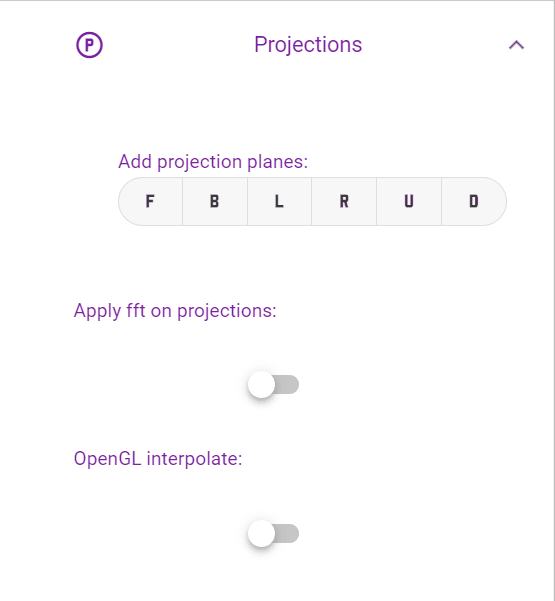 P Projections
Add projection planes:
F B L R U D
Apply fft on projections:
OpenGL interpolate: